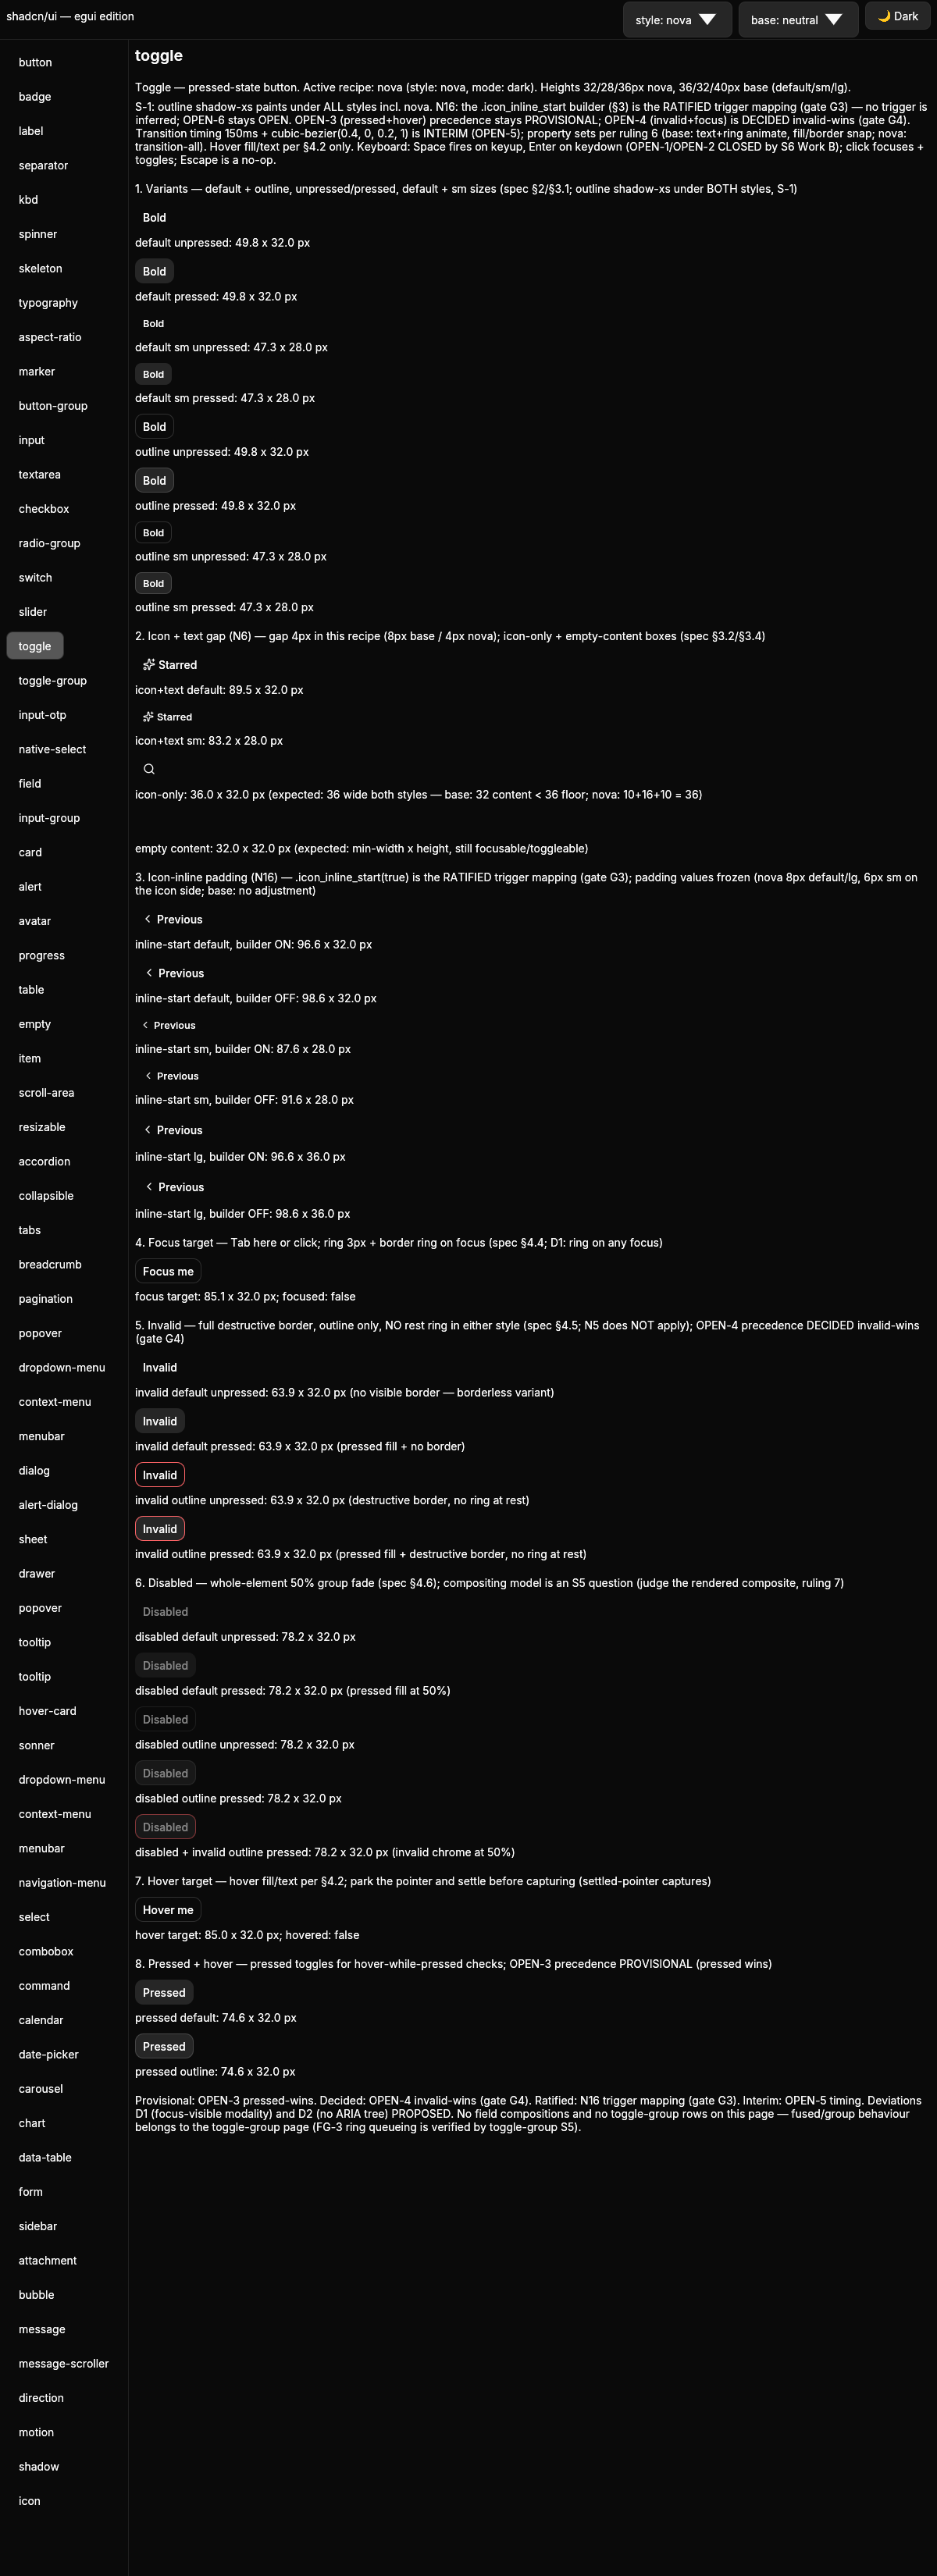 shadcn/ui — egui edition
style: nova
base: neutral
🌙 Dark
button
badge
label
separator
kbd
spinner
skeleton
typography
aspect-ratio
marker
button-group
input
textarea
checkbox
radio-group
switch
slider
toggle
toggle-group
input-otp
native-select
field
input-group
card
alert
avatar
progress
table
empty
item
scroll-area
resizable
accordion
collapsible
tabs
breadcrumb
pagination
popover
dropdown-menu
context-menu
menubar
dialog
alert-dialog
sheet
drawer
popover
tooltip
tooltip
hover-card
sonner
dropdown-menu
context-menu
menubar
navigation-menu
select
combobox
command
calendar
date-picker
carousel
chart
data-table
form
sidebar
attachment
bubble
message
message-scroller
direction
motion
shadow
icon
toggle
Toggle — pressed-state button. Active recipe: nova (style: nova, mode: dark). Heights 32/28/36px nova, 36/32/40px base (default/sm/lg).
S-1: outline shadow-xs paints under ALL styles incl. nova. N16: the .icon_inline_start builder (§3) is the RATIFIED trigger mapping (gate G3) — no trigger is
inferred; OPEN-6 stays OPEN. OPEN-3 (pressed+hover) precedence stays PROVISIONAL; OPEN-4 (invalid+focus) is DECIDED invalid-wins (gate G4).
Transition timing 150ms + cubic-bezier(0.4, 0, 0.2, 1) is INTERIM (OPEN-5); property sets per ruling 6 (base: text+ring animate, fill/border snap; nova:
transition-all). Hover fill/text per §4.2 only. Keyboard: Space fires on keyup, Enter on keydown (OPEN-1/OPEN-2 CLOSED by S6 Work B); click focuses +
toggles; Escape is a no-op.
1. Variants — default + outline, unpressed/pressed, default + sm sizes (spec §2/§3.1; outline shadow-xs under BOTH styles, S-1)
Bold
default unpressed: 49.8 x 32.0 px
Bold
default pressed: 49.8 x 32.0 px
Bold
default sm unpressed: 47.3 x 28.0 px
Bold
default sm pressed: 47.3 x 28.0 px
Bold
outline unpressed: 49.8 x 32.0 px
Bold
outline pressed: 49.8 x 32.0 px
Bold
outline sm unpressed: 47.3 x 28.0 px
Bold
outline sm pressed: 47.3 x 28.0 px
2. Icon + text gap (N6) — gap 4px in this recipe (8px base / 4px nova); icon-only + empty-content boxes (spec §3.2/§3.4)
Starred
icon+text default: 89.5 x 32.0 px
Starred
icon+text sm: 83.2 x 28.0 px
icon-only: 36.0 x 32.0 px (expected: 36 wide both styles — base: 32 content < 36 floor; nova: 10+16+10 = 36)
empty content: 32.0 x 32.0 px (expected: min-width x height, still focusable/toggleable)
3. Icon-inline padding (N16) — .icon_inline_start(true) is the RATIFIED trigger mapping (gate G3); padding values frozen (nova 8px default/lg, 6px sm on
the icon side; base: no adjustment)
Previous
inline-start default, builder ON: 96.6 x 32.0 px
Previous
inline-start default, builder OFF: 98.6 x 32.0 px
Previous
inline-start sm, builder ON: 87.6 x 28.0 px
Previous
inline-start sm, builder OFF: 91.6 x 28.0 px
Previous
inline-start lg, builder ON: 96.6 x 36.0 px
Previous
inline-start lg, builder OFF: 98.6 x 36.0 px
4. Focus target — Tab here or click; ring 3px + border ring on focus (spec §4.4; D1: ring on any focus)
Focus me
focus target: 85.1 x 32.0 px; focused: false
5. Invalid — full destructive border, outline only, NO rest ring in either style (spec §4.5; N5 does NOT apply); OPEN-4 precedence DECIDED invalid-wins
(gate G4)
Invalid
invalid default unpressed: 63.9 x 32.0 px (no visible border — borderless variant)
Invalid
invalid default pressed: 63.9 x 32.0 px (pressed fill + no border)
Invalid
invalid outline unpressed: 63.9 x 32.0 px (destructive border, no ring at rest)
Invalid
invalid outline pressed: 63.9 x 32.0 px (pressed fill + destructive border, no ring at rest)
6. Disabled — whole-element 50% group fade (spec §4.6); compositing model is an S5 question (judge the rendered composite, ruling 7)
Disabled
disabled default unpressed: 78.2 x 32.0 px
Disabled
disabled default pressed: 78.2 x 32.0 px (pressed fill at 50%)
Disabled
disabled outline unpressed: 78.2 x 32.0 px
Disabled
disabled outline pressed: 78.2 x 32.0 px
Disabled
disabled + invalid outline pressed: 78.2 x 32.0 px (invalid chrome at 50%)
7. Hover target — hover fill/text per §4.2; park the pointer and settle before capturing (settled-pointer captures)
Hover me
hover target: 85.0 x 32.0 px; hovered: false
8. Pressed + hover — pressed toggles for hover-while-pressed checks; OPEN-3 precedence PROVISIONAL (pressed wins)
Pressed
pressed default: 74.6 x 32.0 px
Pressed
pressed outline: 74.6 x 32.0 px
Provisional: OPEN-3 pressed-wins. Decided: OPEN-4 invalid-wins (gate G4). Ratified: N16 trigger mapping (gate G3). Interim: OPEN-5 timing. Deviations
D1 (focus-visible modality) and D2 (no ARIA tree) PROPOSED. No field compositions and no toggle-group rows on this page — fused/group behaviour
belongs to the toggle-group page (FG-3 ring queueing is verified by toggle-group S5).